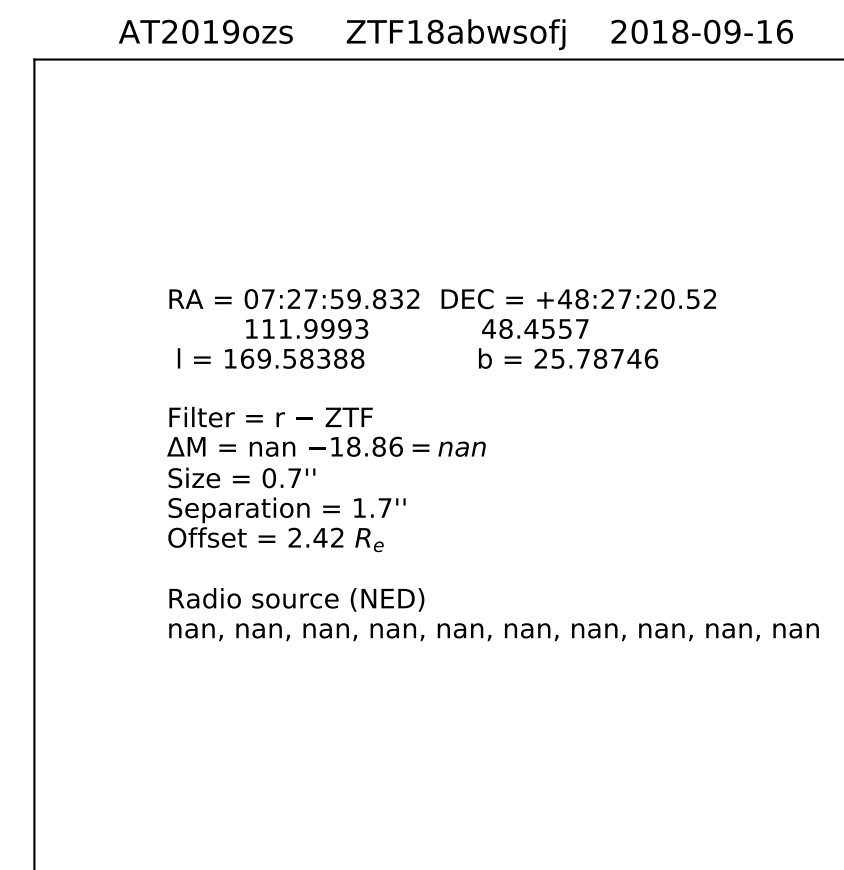 AT2019ozs ZTF18abwsofj 2018-09-16
RA = 07:27:59.832 DEC = +48:27:20.52
111.9993 48.4557
l = 169.58388 b = 25.78746
Filter = r − ZTF
ΔM = nan −18.86 = nan
Size = 0.7''
Separation = 1.7''
Offset = 2.42 Rₑ
Radio source (NED)
nan, nan, nan, nan, nan, nan, nan, nan, nan, nan